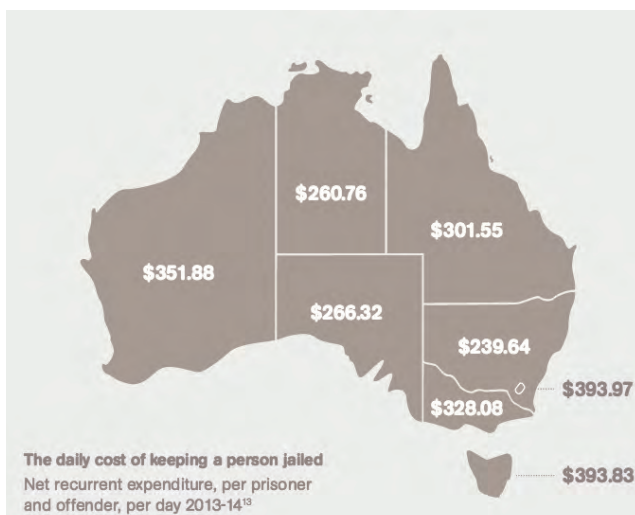 $260.76
$301.55
$351.88
$266.32
$239.64
$393.97
$328.08
The daily cost of keeping a person jailed
Net recurrent expenditure, per prisoner
and offender, per day 2013-14¹³
$393.83